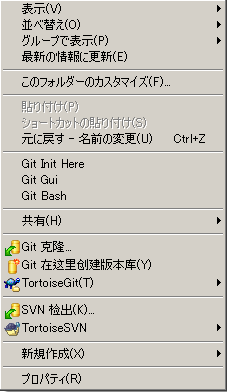 表示(V)
並べ替え(O)
グループで表示(P)
最新の情報に更新(E)
このフォルダーのカスタマイズ(F)...
貼り付け(P)
ショートカットの貼り付け(S)
元に戻す - 名前の変更(U) Ctrl+Z
Git Init Here
Git Gui
Git Bash
共有(H)
Git 克隆...
Git 在这里创建版本库(Y)
TortoiseGit(T)
SVN 检出(K)...
TortoiseSVN
新規作成(X)
プロパティ(R)